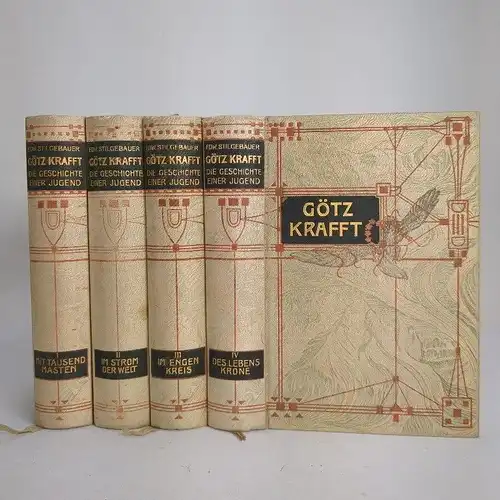 EDW. STILGEBAUER
GÖTZ KRAFFT
DIE GESCHICHTE
EINER JUGEND
I
MIT TAUSEND
MASTEN
EDW. STILGEBAUER
GÖTZ KRAFFT
DIE GESCHICHTE
EINER JUGEND
II
IM STROM
DER WELT
EDW. STILGEBAUER
GÖTZ KRAFFT
DIE GESCHICHTE
EINER JUGEND
III
IM ENGEN
KREIS
EDW. STILGEBAUER
GÖTZ KRAFFT
DIE GESCHICHTE
EINER JUGEND
IV
DES LEBENS
KRONE
GÖTZ
KRAFFT